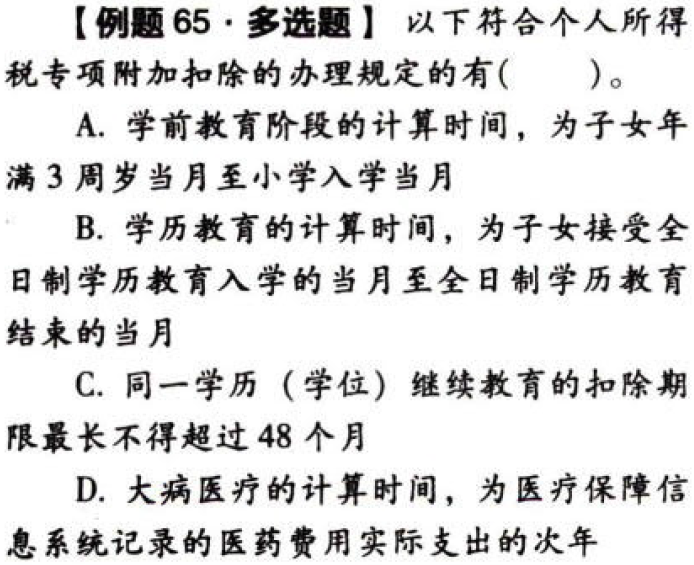 【例题 65·多选题】 以下符合个人所得
税专项附加扣除的办理规定的有(　　)。
A. 学前教育阶段的计算时间，为子女年
满 3 周岁当月至小学入学当月
B. 学历教育的计算时间，为子女接受全
日制学历教育入学的当月至全日制学历教育
结束的当月
C. 同一学历（学位）继续教育的扣除期
限最长不得超过 48 个月
D. 大病医疗的计算时间，为医疗保障信
息系统记录的医药费用实际支出的次年